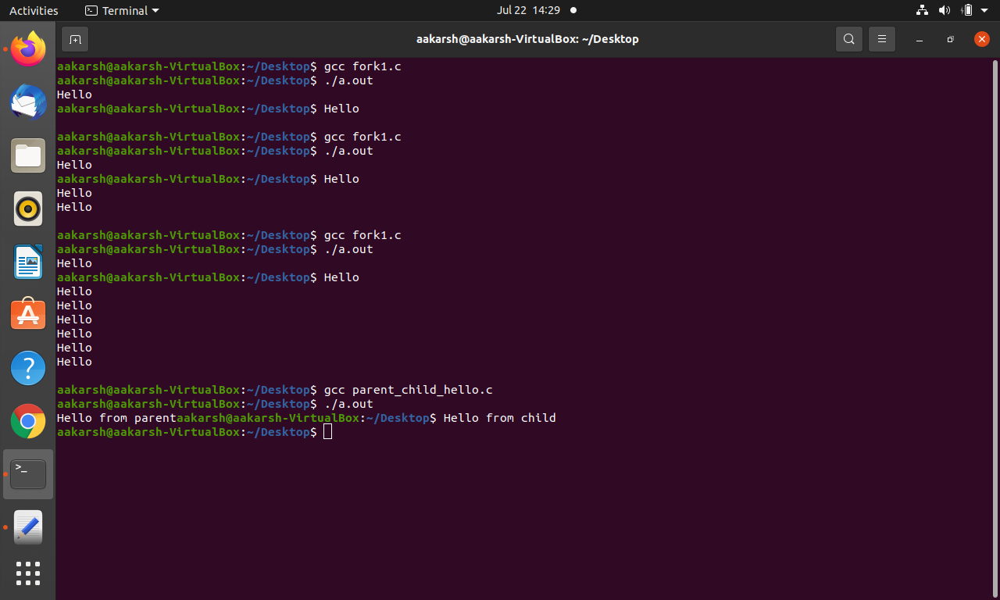 Activities Terminal Jul 22 14:29
aakarsh@aakarsh-VirtualBox: ~/Desktop
aakarsh@aakarsh-VirtualBox:~/Desktop$ gcc fork1.c
aakarsh@aakarsh-VirtualBox:~/Desktop$ ./a.out
Hello
aakarsh@aakarsh-VirtualBox:~/Desktop$ Hello
aakarsh@aakarsh-VirtualBox:~/Desktop$ gcc fork1.c
aakarsh@aakarsh-VirtualBox:~/Desktop$ ./a.out
Hello
aakarsh@aakarsh-VirtualBox:~/Desktop$ Hello
Hello
Hello
aakarsh@aakarsh-VirtualBox:~/Desktop$ gcc fork1.c
aakarsh@aakarsh-VirtualBox:~/Desktop$ ./a.out
Hello
aakarsh@aakarsh-VirtualBox:~/Desktop$ Hello
Hello
Hello
Hello
Hello
Hello
Hello
aakarsh@aakarsh-VirtualBox:~/Desktop$ gcc parent_child_hello.c
aakarsh@aakarsh-VirtualBox:~/Desktop$ ./a.out
Hello from parentaakarsh@aakarsh-VirtualBox:~/Desktop$ Hello from child
aakarsh@aakarsh-VirtualBox:~/Desktop$